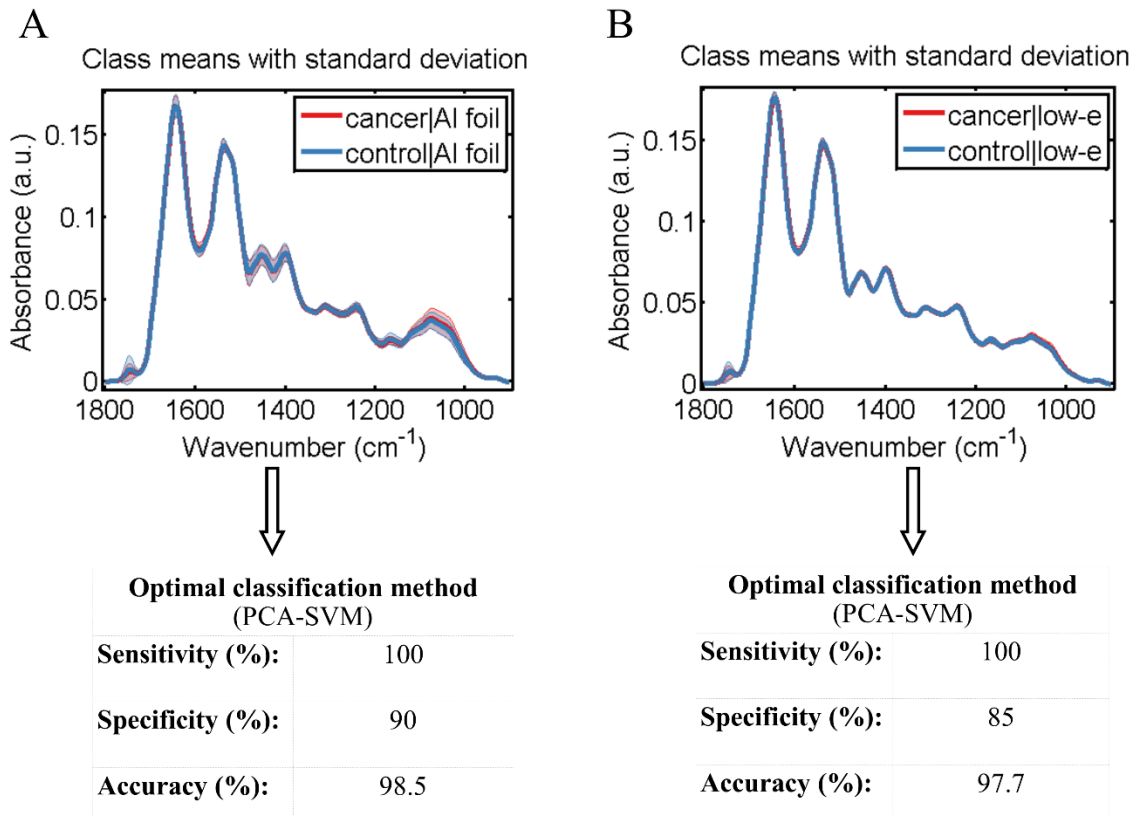 A
Class means with standard deviation
cancer|Al foil
control|Al foil
0.15
0.1
0.05
0
Absorbance (a.u.)
1800 1600 1400 1200 1000
Wavenumber (cm⁻¹)
Optimal classification method
(PCA-SVM)
Sensitivity (%): 100
Specificity (%): 90
Accuracy (%): 98.5
B
Class means with standard deviation
cancer|low-e
control|low-e
0.15
0.1
0.05
0
Absorbance (a.u.)
1800 1600 1400 1200 1000
Wavenumber (cm⁻¹)
Optimal classification method
(PCA-SVM)
Sensitivity (%): 100
Specificity (%): 85
Accuracy (%): 97.7